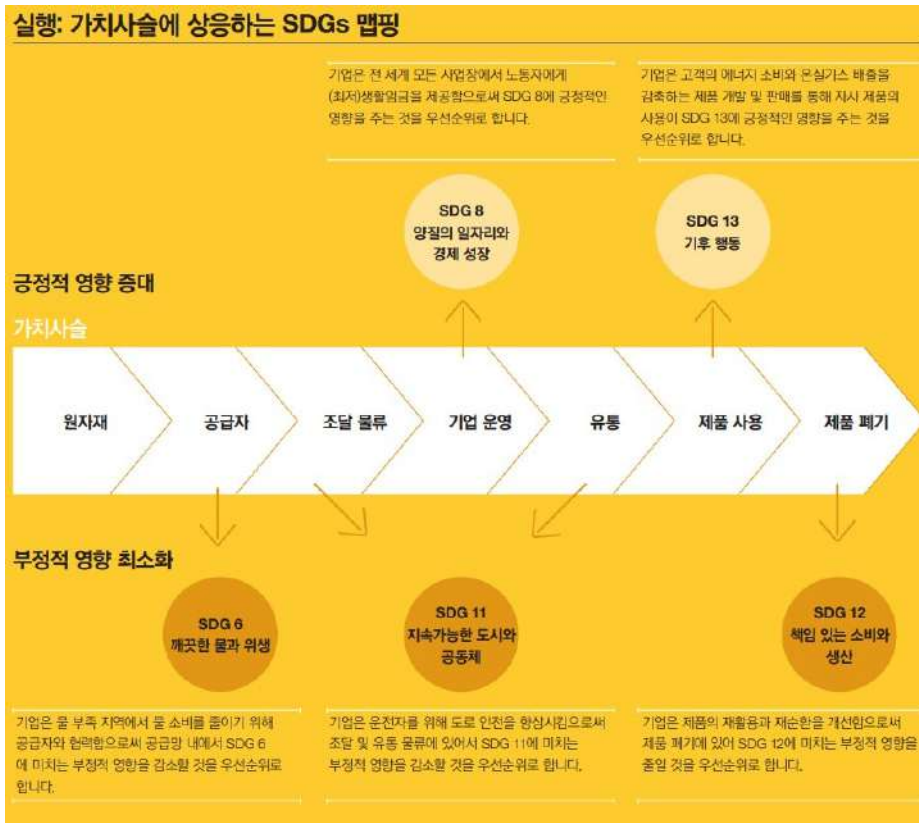 실행: 가치사슬에 상응하는 SDGs 맵핑
기업은 전 세계 모든 사업장에서 노동자에게
(최저)생활임금을 제공함으로써 SDG 8에 긍정적인
영향을 주는 것을 우선순위로 합니다.
기업은 고객의 에너지 소비와 온실가스 배출을
감축하는 제품 개발 및 판매를 통해 자사 제품의
사용이 SDG 13에 긍정적인 영향을 주는 것을
우선순위로 합니다.
SDG 8
양질의 일자리와
경제 성장
SDG 13
기후 행동
긍정적 영향 증대
가치사슬
원자재
공급자
조달 물류
기업 운영
유통
제품 사용
제품 폐기
부정적 영향 최소화
SDG 6
깨끗한 물과 위생
SDG 11
지속가능한 도시와
공동체
SDG 12
책임 있는 소비와
생산
기업은 물 부족 지역에서 물 소비를 줄이기 위해
공급자와 협력함으로써 공급망 내에서 SDG 6
에 미치는 부정적 영향을 감소할 것을 우선순위로
합니다.
기업은 운전자를 위해 도로 안전을 향상시킴으로써
조달 및 유통 물류에 있어서 SDG 11에 미치는
부정적 영향을 감소할 것을 우선순위로 합니다.
기업은 제품의 재활용과 재순환을 개선함으로써
제품 폐기에 있어 SDG 12에 미치는 부정적 영향을
줄일 것을 우선순위로 합니다.